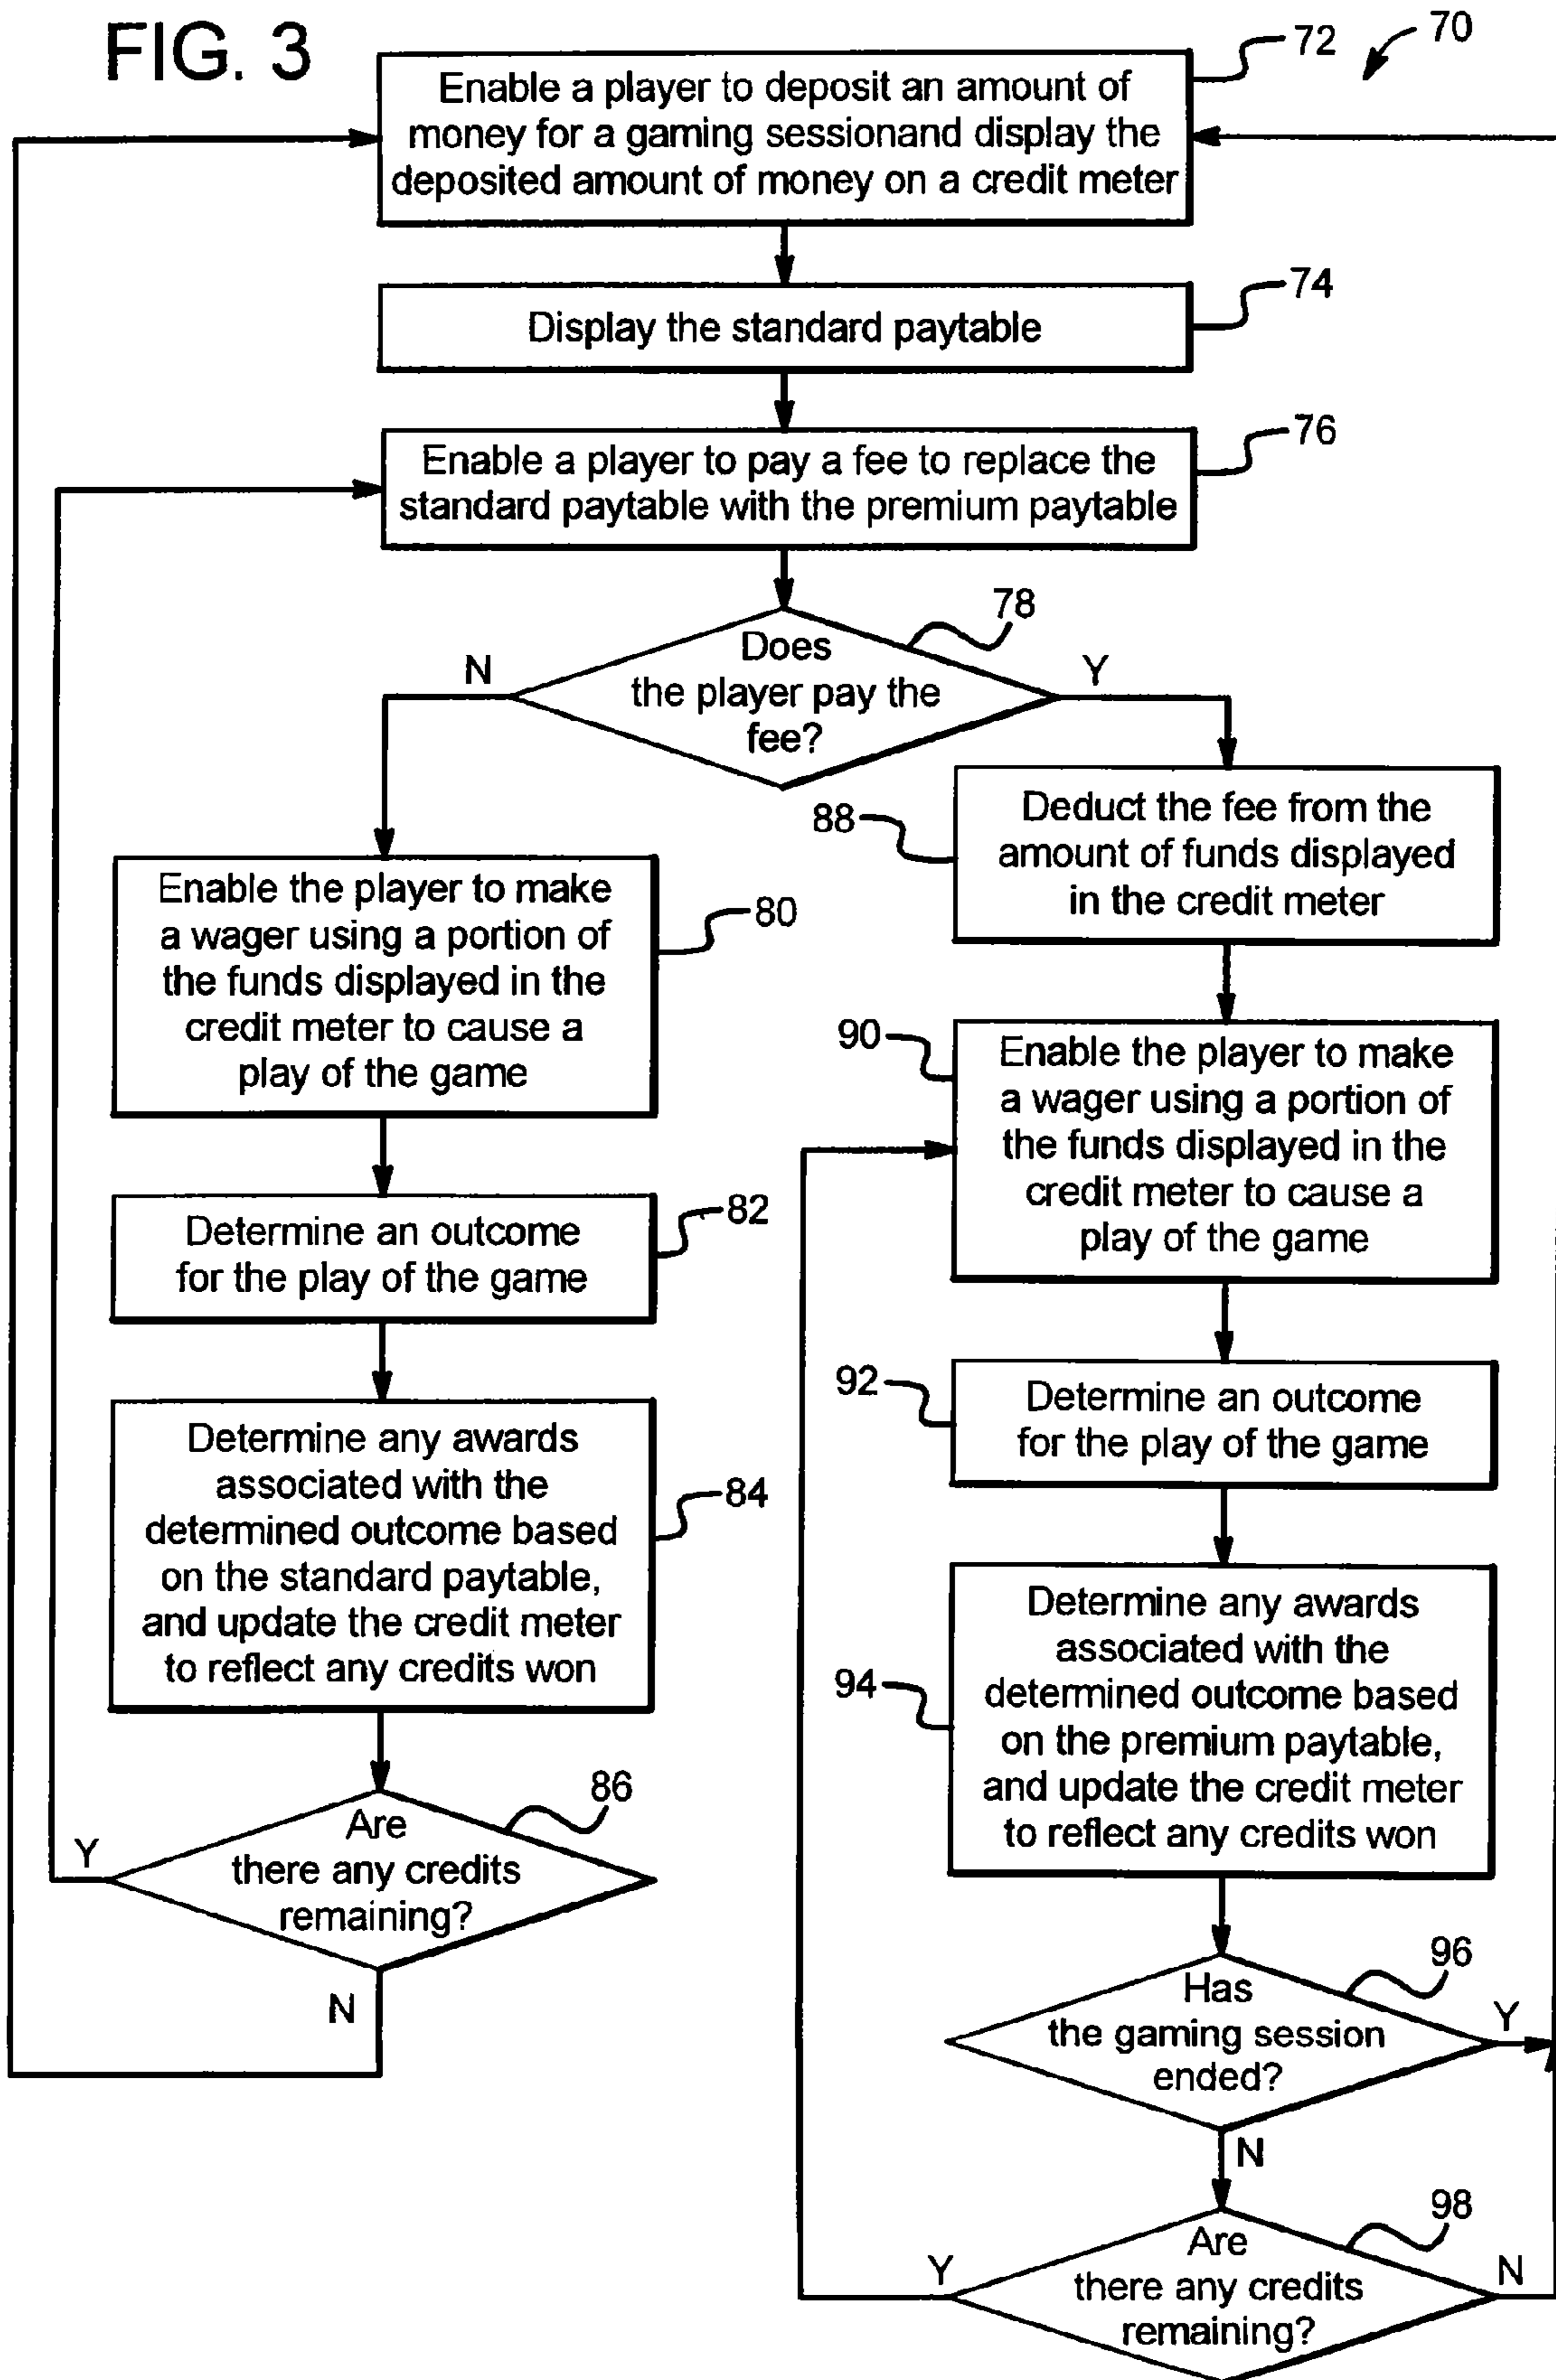 FIG. 3
70
72
Enable a player to deposit an amount of
money for a gaming sessionand display the
deposited amount of money on a credit meter
74
Display the standard paytable
76
Enable a player to pay a fee to replace the
standard paytable with the premium paytable
78
Does
the player pay the
fee?
N
Y
80
Enable the player to make
a wager using a portion of
the funds displayed in the
credit meter to cause a
play of the game
82
Determine an outcome
for the play of the game
84
Determine any awards
associated with the
determined outcome based
on the standard paytable,
and update the credit meter
to reflect any credits won
86
Are
there any credits
remaining?
Y
N
88
Deduct the fee from the
amount of funds displayed
in the credit meter
90
Enable the player to make
a wager using a portion of
the funds displayed in the
credit meter to cause a
play of the game
92
Determine an outcome
for the play of the game
94
Determine any awards
associated with the
determined outcome based
on the premium paytable,
and update the credit meter
to reflect any credits won
96
Has
the gaming session
ended?
Y
N
98
Are
there any credits
remaining?
Y
N